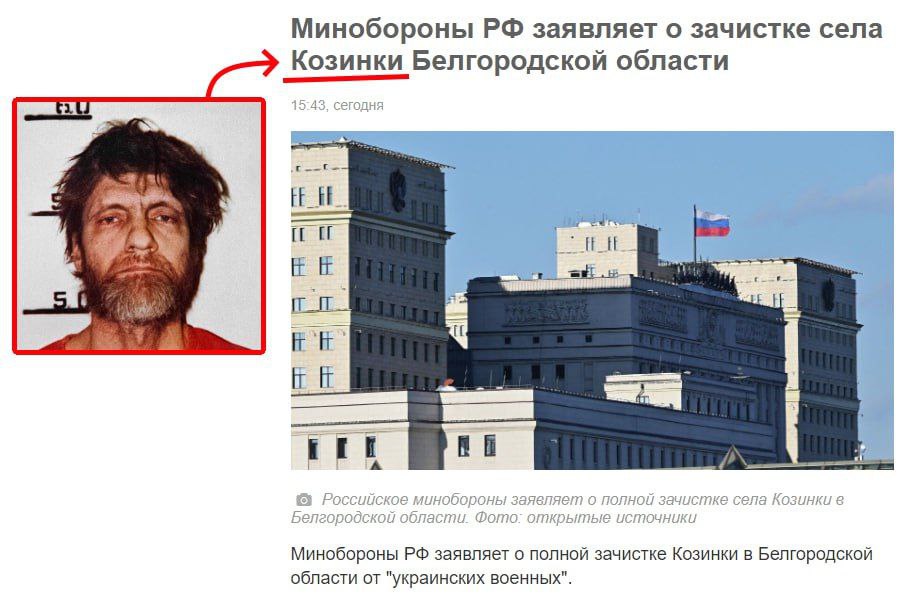 Минобороны РФ заявляет о зачистке села
Козинки Белгородской области
15:43, сегодня
6.0
5.0
Российское минобороны заявляет о полной зачистке села Козинки в
Белгородской области. Фото: открытые источники
Минобороны РФ заявляет о полной зачистке Козинки в Белгородской
области от "украинских военных".